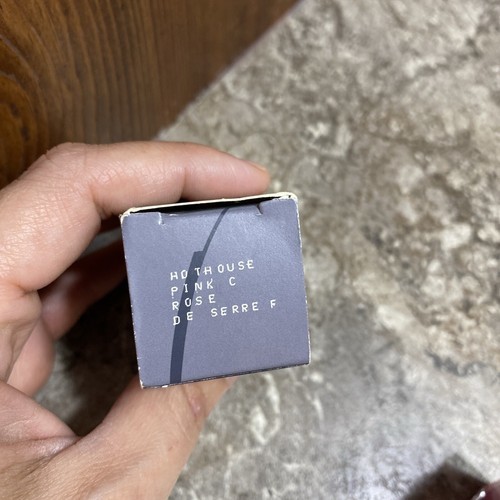 HOTHOUSE
PINK C
ROSE
DE SERRE F